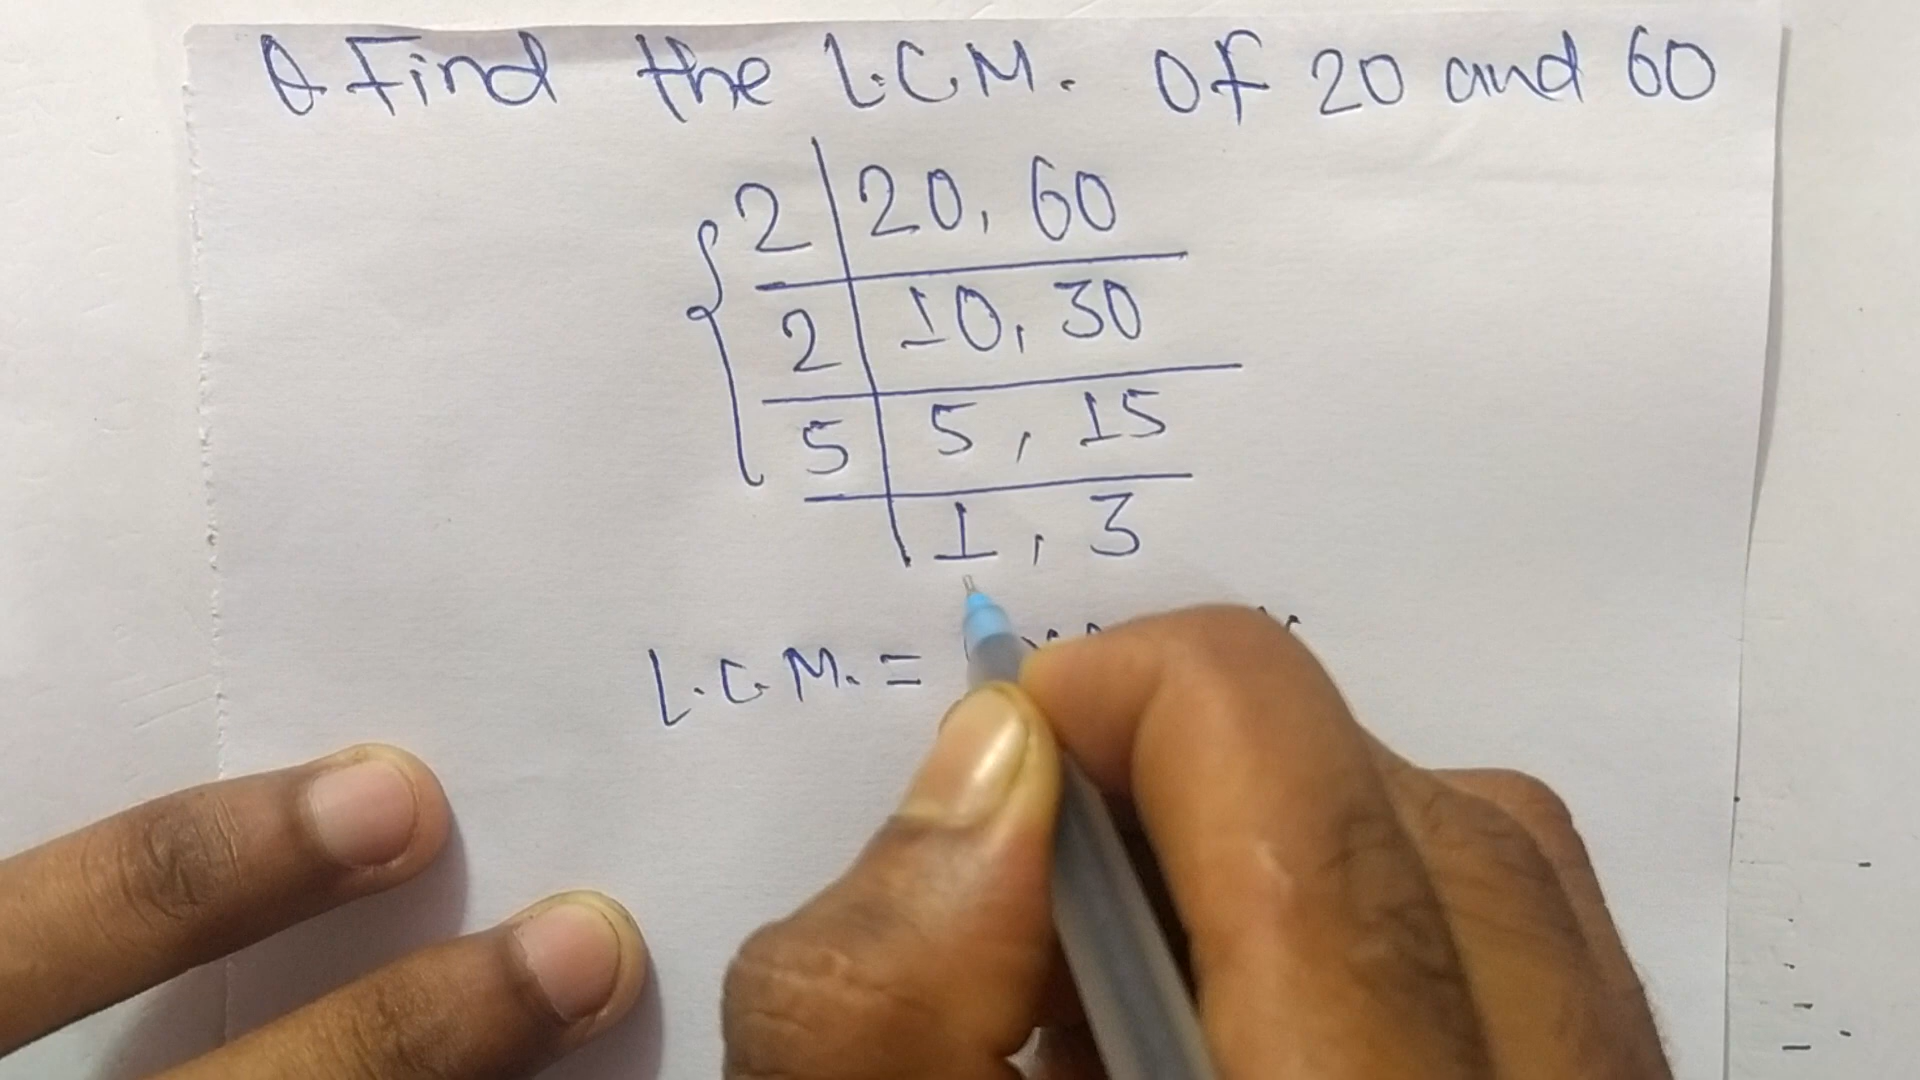 Q. Find the L.C.M. Of 20 and 60
2 20, 60
2 10, 30
5 5, 15
1, 3
L.C.M. =